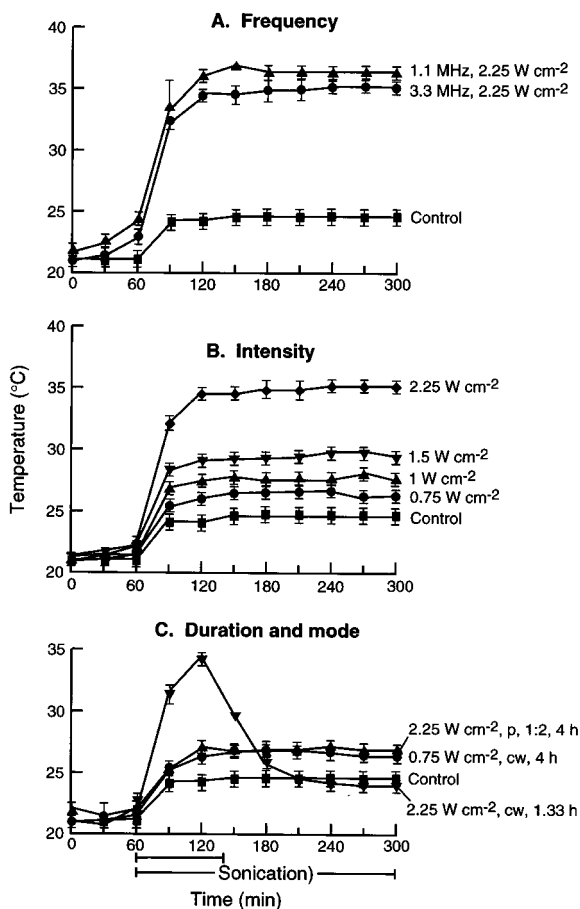 A. Frequency
40
35
30
25
20
0 60 120 180 240 300
1.1 MHz, 2.25 W cm-2
3.3 MHz, 2.25 W cm-2
Control
B. Intensity
Temperature (°C)
40
35
30
25
20
0 60 120 180 240 300
2.25 W cm-2
1.5 W cm-2
1 W cm-2
0.75 W cm-2
Control
C. Duration and mode
35
30
25
20
0 60 120 180 240 300
2.25 W cm-2, p, 1:2, 4 h
0.75 W cm-2, cw, 4 h
Control
2.25 W cm-2, cw, 1.33 h
Sonication)
Time (min)